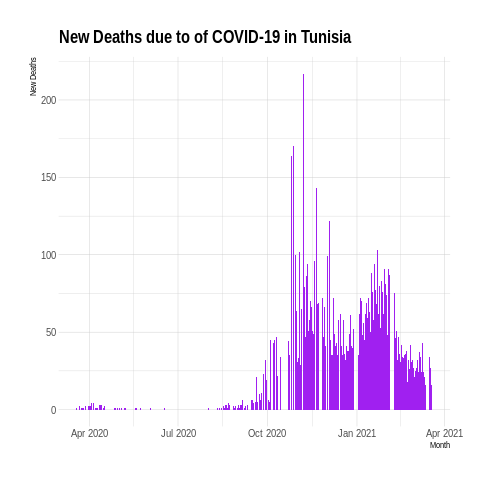 New Deaths due to of COVID-19 in Tunisia
New Deaths
200
150
100
50
0
Apr 2020 Jul 2020 Oct 2020 Jan 2021 Apr 2021
Month